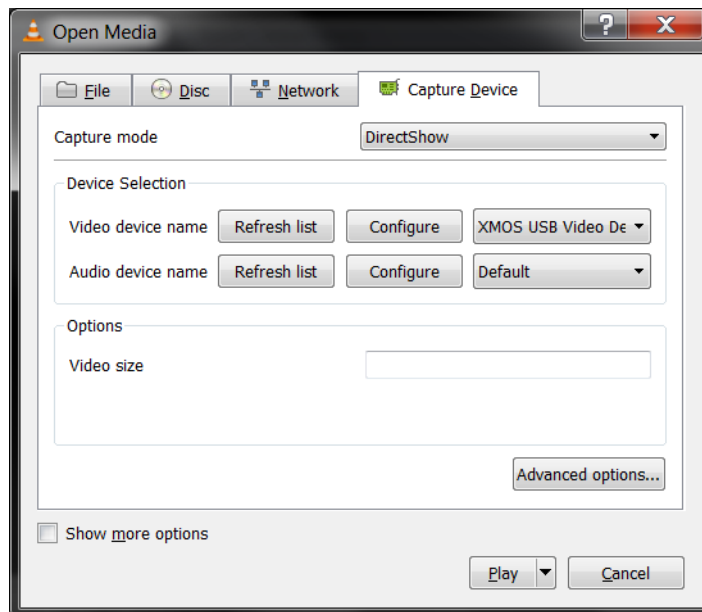 Open Media
?
X
File Disc Network Capture Device
Capture mode DirectShow
Device Selection
Video device name Refresh list Configure XMOS USB Video De
Audio device name Refresh list Configure Default
Options
Video size
Advanced options...
Show more options
Play Cancel